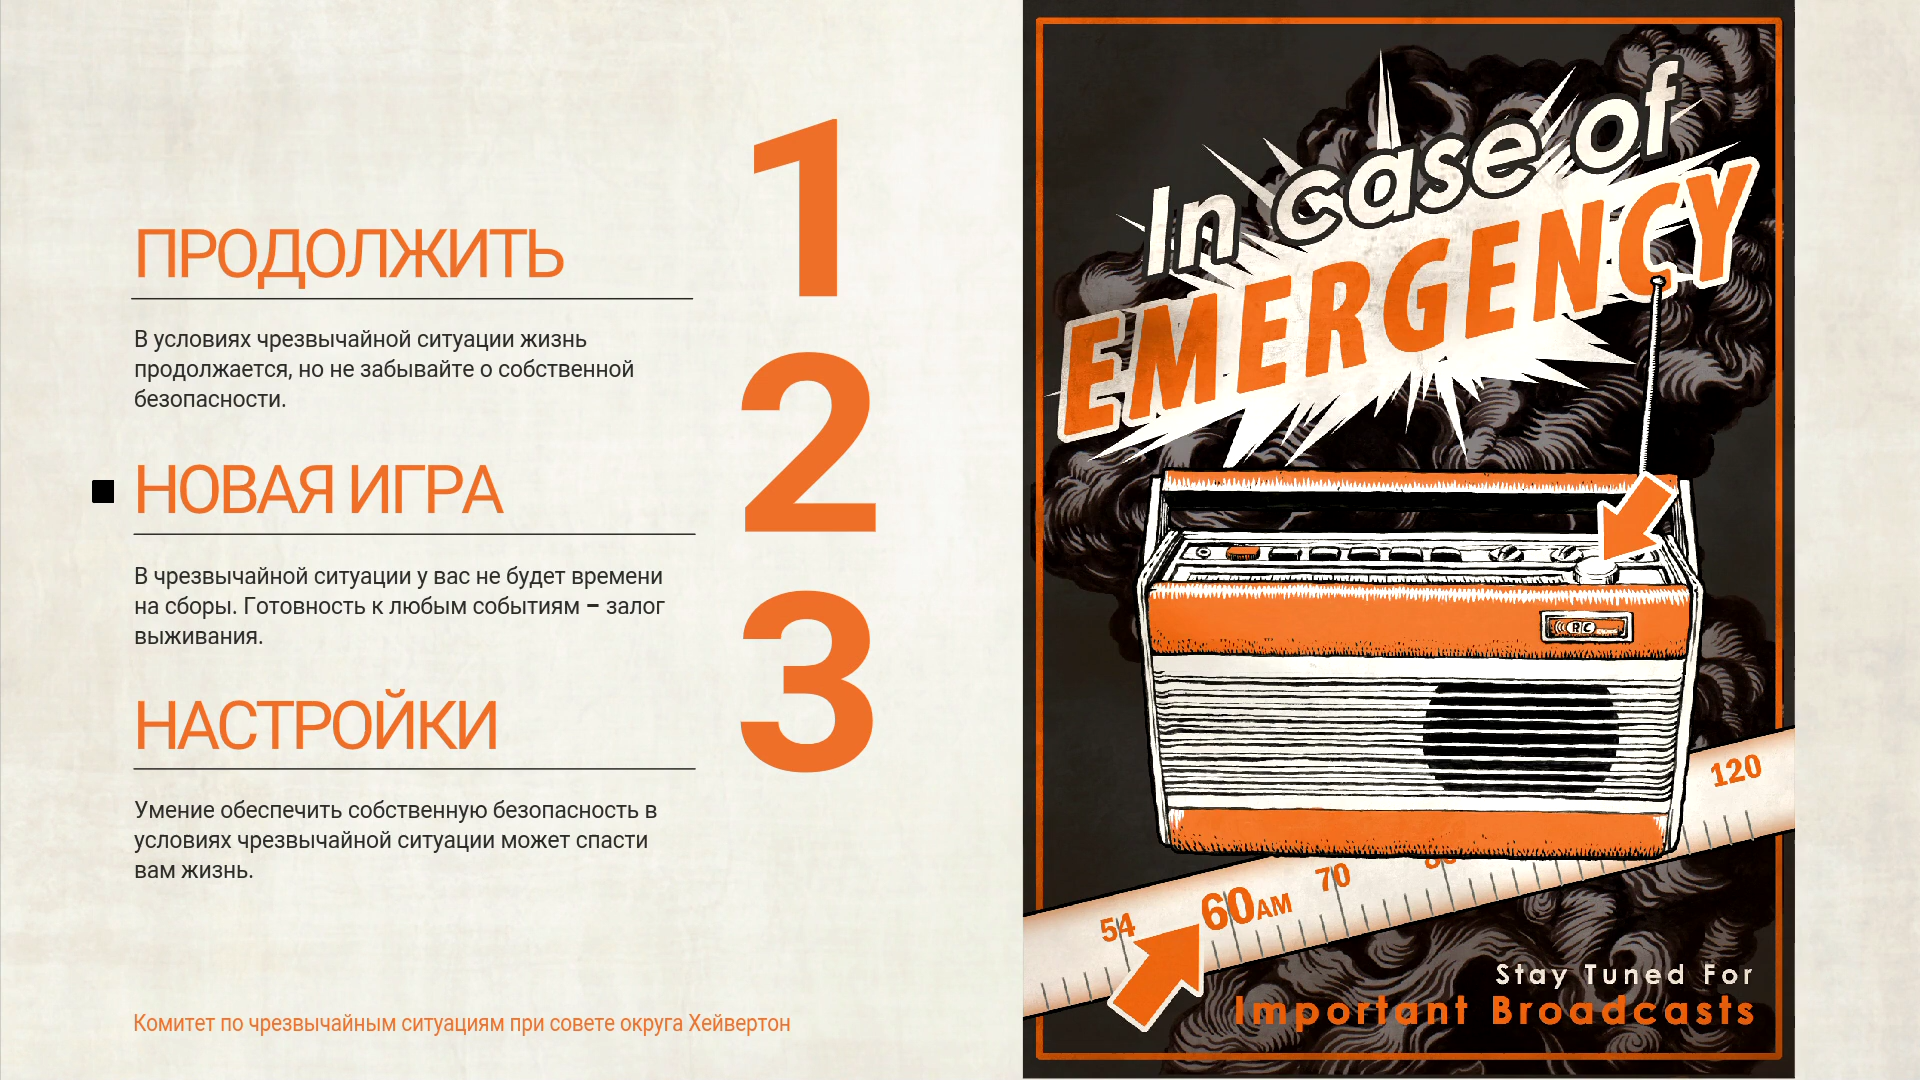 ПРОДОЛЖИТЬ
1
В условиях чрезвычайной ситуации жизнь
продолжается, но не забывайте о собственной
безопасности.
НОВАЯ ИГРА
2
В чрезвычайной ситуации у вас не будет времени
на сборы. Готовность к любым событиям – залог
выживания.
НАСТРОЙКИ
3
Умение обеспечить собственную безопасность в
условиях чрезвычайной ситуации может спасти
вам жизнь.
Комитет по чрезвычайным ситуациям при совете округа Хейвертон
In case of
EMERGENCY
RC
54
60AM
70
120
Stay Tuned For
Important Broadcasts